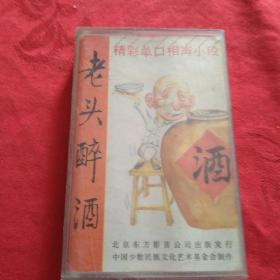 精彩单口相声小段
老头醉酒
酒
北京东方影音公司出版发行
中国少数民族文化艺术基金会制作